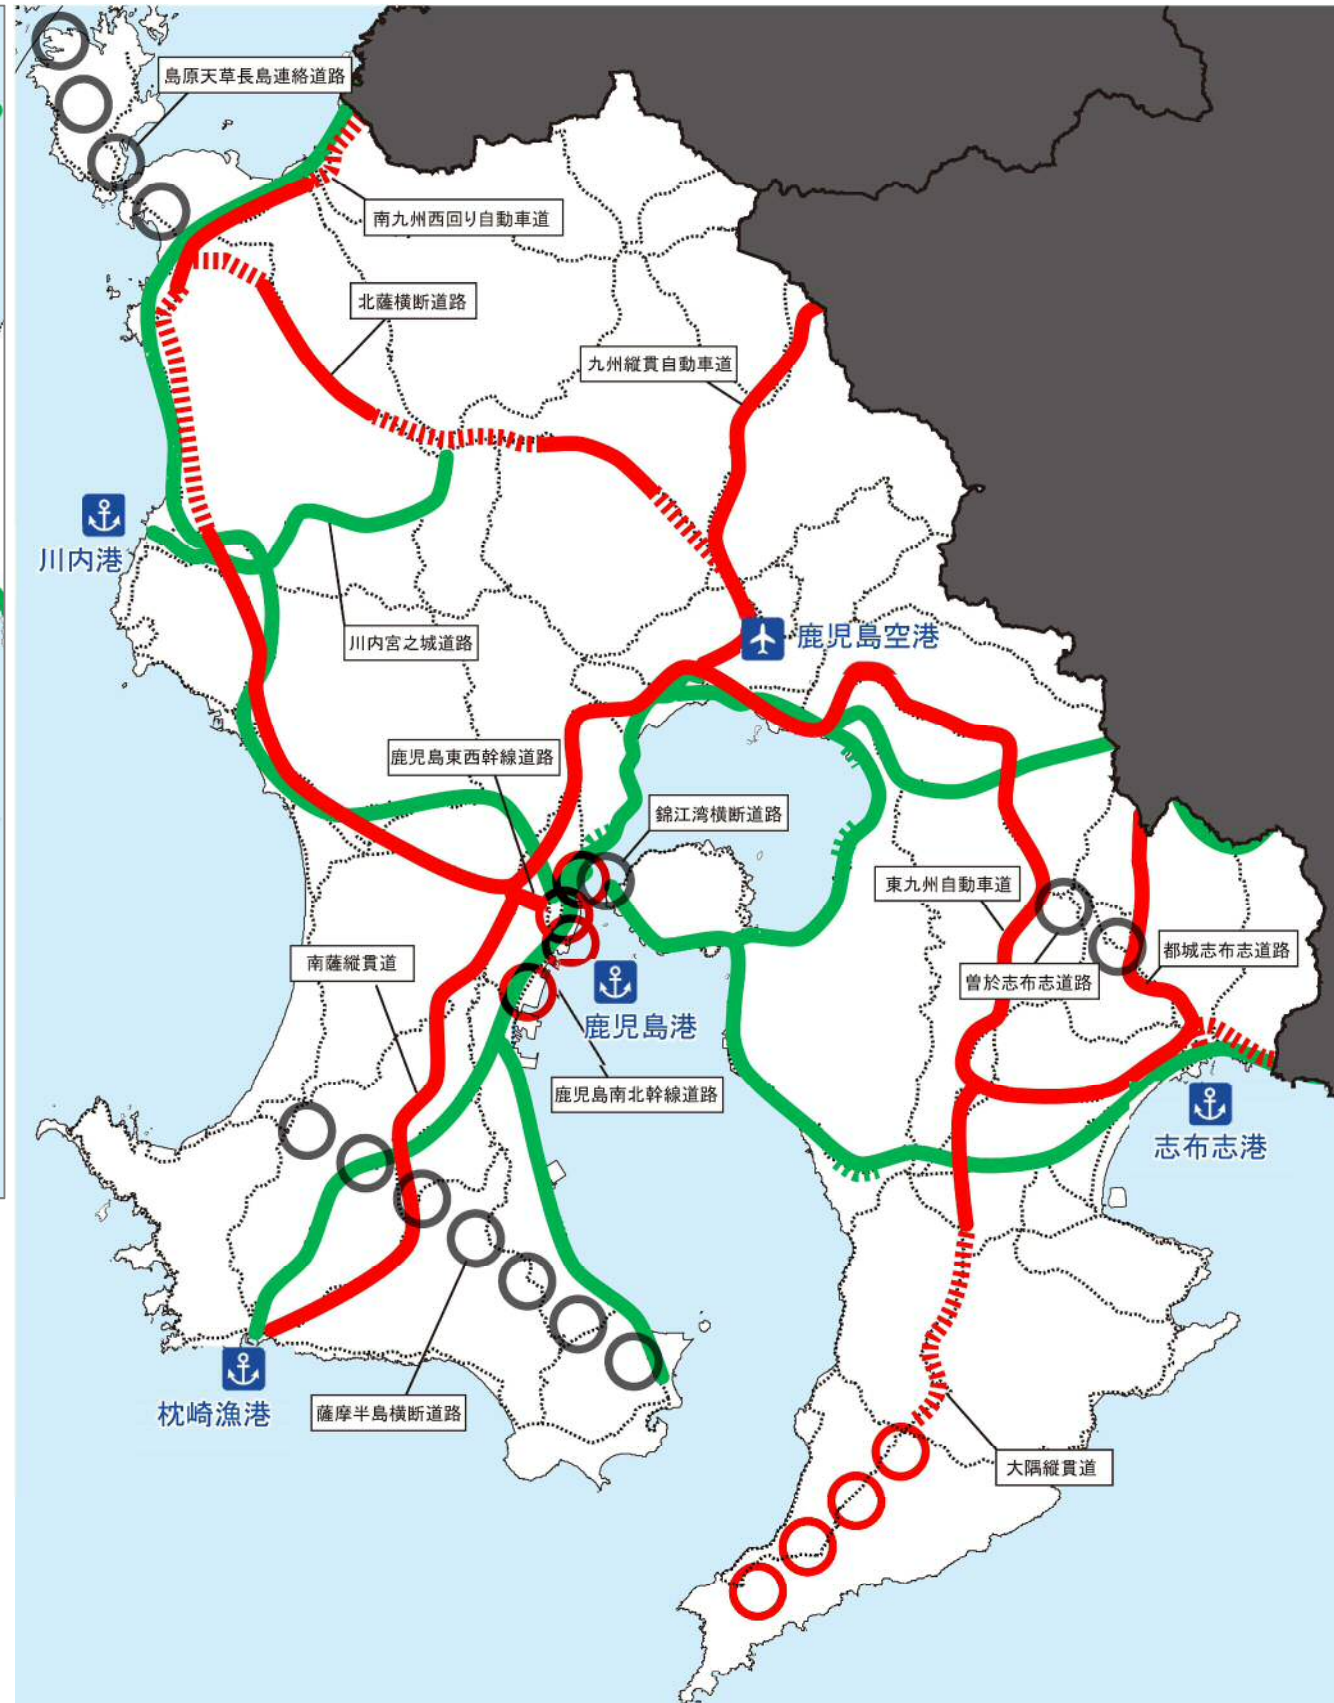 島原天草長島連絡道路
南九州西回り自動車道
北薩横断道路
九州縦貫自動車道
川内港
川内宮之城道路
鹿児島空港
鹿児島東西幹線道路
錦江湾横断道路
東九州自動車道
都城志布志道路
南薩縦貫道
曽於志布志道路
鹿児島港
鹿児島南北幹線道路
志布志港
枕崎漁港
薩摩半島横断道路
大隅縦貫道